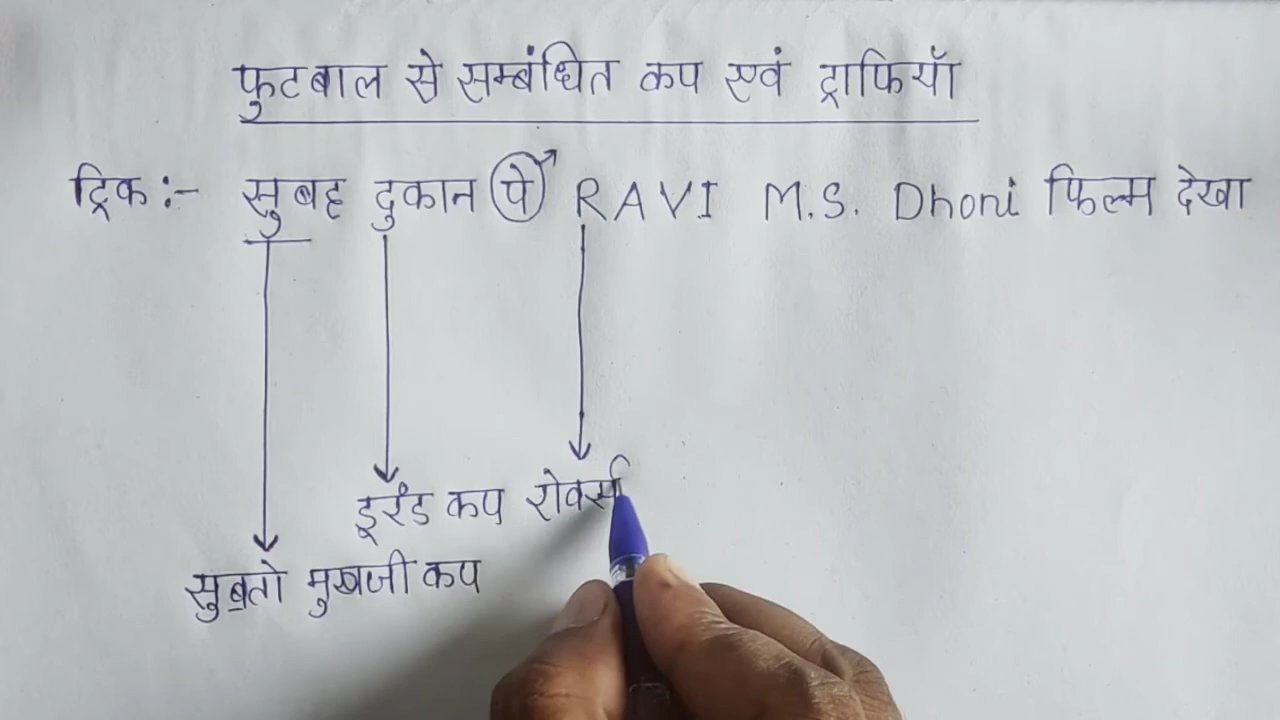 फुटबाल से सम्बंधित कप एवं ट्राफियाँ
ट्रिक :- सुबह दुकान पे RAVI M.S. Dhoni फिल्म देखा
डूरंड कप रोवर्स
सुब्रतो मुखर्जी कप